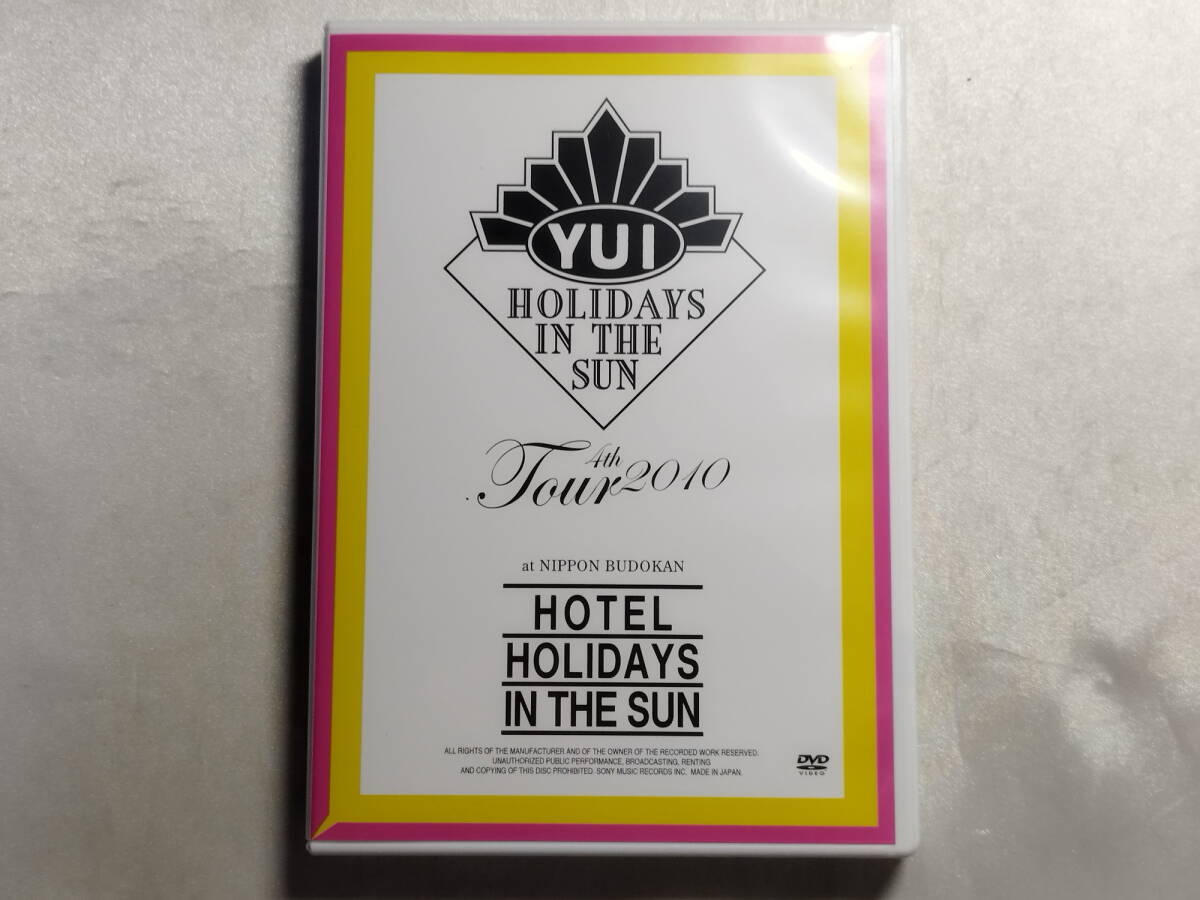 YUI
HOLIDAYS
IN THE
SUN
4th
Tour 2010
at NIPPON BUDOKAN
HOTEL
HOLIDAYS
IN THE SUN
ALL RIGHTS OF THE MANUFACTURER AND OF THE OWNER OF THE RECORDED WORK RESERVED.
UNAUTHORIZED PUBLIC PERFORMANCE, BROADCASTING, RENTING
AND COPYING OF THIS DISC PROHIBITED. SONY MUSIC RECORDS INC. MADE IN JAPAN.
DVD
VIDEO